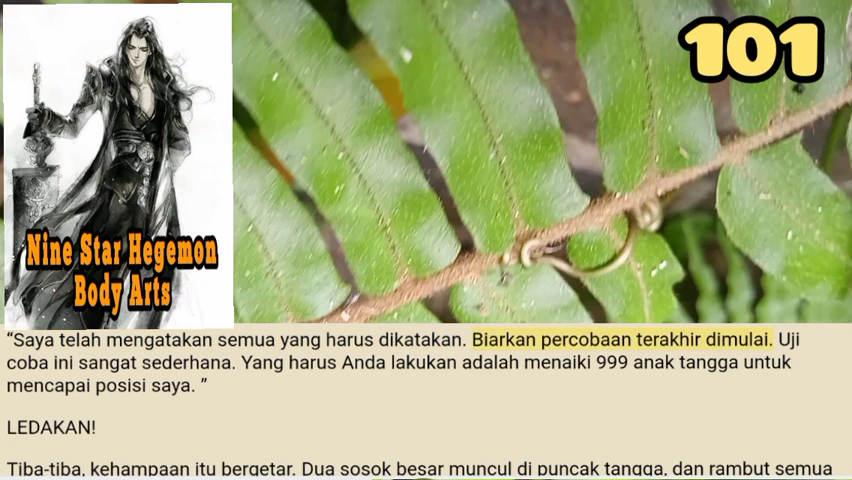 101
Nine Star Hegemon
Body Arts
“Saya telah mengatakan semua yang harus dikatakan. Biarkan percobaan terakhir dimulai. Uji
coba ini sangat sederhana. Yang harus Anda lakukan adalah menaiki 999 anak tangga untuk
mencapai posisi saya. ”
LEDAKAN!
Tiba-tiba, kehampaan itu bergetar. Dua sosok besar muncul di puncak tangga, dan rambut semua